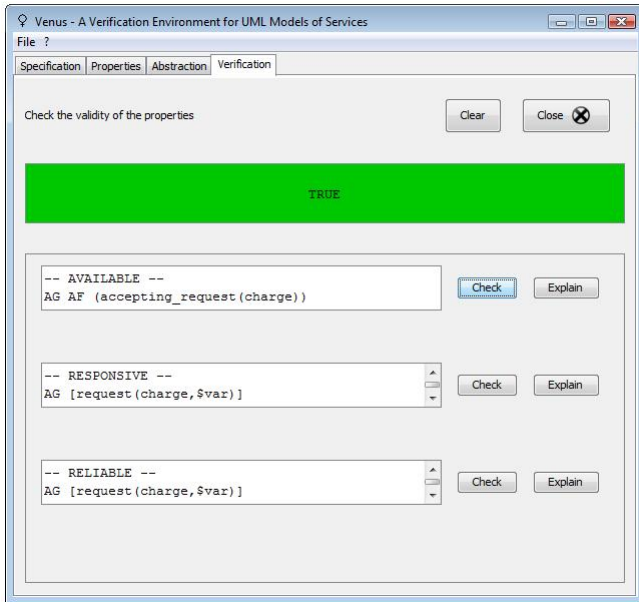 Venus - A Verification Environment for UML Models of Services
File ?
Specification Properties Abstraction Verification
Check the validity of the properties
Clear
Close
TRUE
-- AVAILABLE --
AG AF (accepting_request(charge))
Check
Explain
-- RESPONSIVE --
AG [request(charge,$var)]
Check
Explain
-- RELIABLE --
AG [request(charge,$var)]
Check
Explain